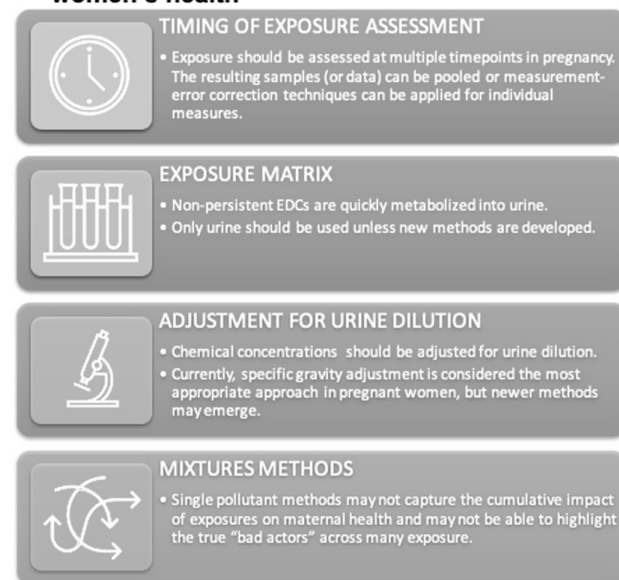 women's health
TIMING OF EXPOSURE ASSESSMENT
• Exposure should be assessed at multiple timepoints in pregnancy.
The resulting samples (or data) can be pooled or measurement-
error correction techniques can be applied for individual
measures.
EXPOSURE MATRIX
• Non-persistent EDCs are quickly metabolized into urine.
• Only urine should be used unless new methods are developed.
ADJUSTMENT FOR URINE DILUTION
• Chemical concentrations should be adjusted for urine dilution.
• Currently, specific gravity adjustment is considered the most
appropriate approach in pregnant women, but newer methods
may emerge.
MIXTURES METHODS
• Single pollutant methods may not capture the cumulative impact
of exposures on maternal health and may not be able to highlight
the true "bad actors" across many exposure.